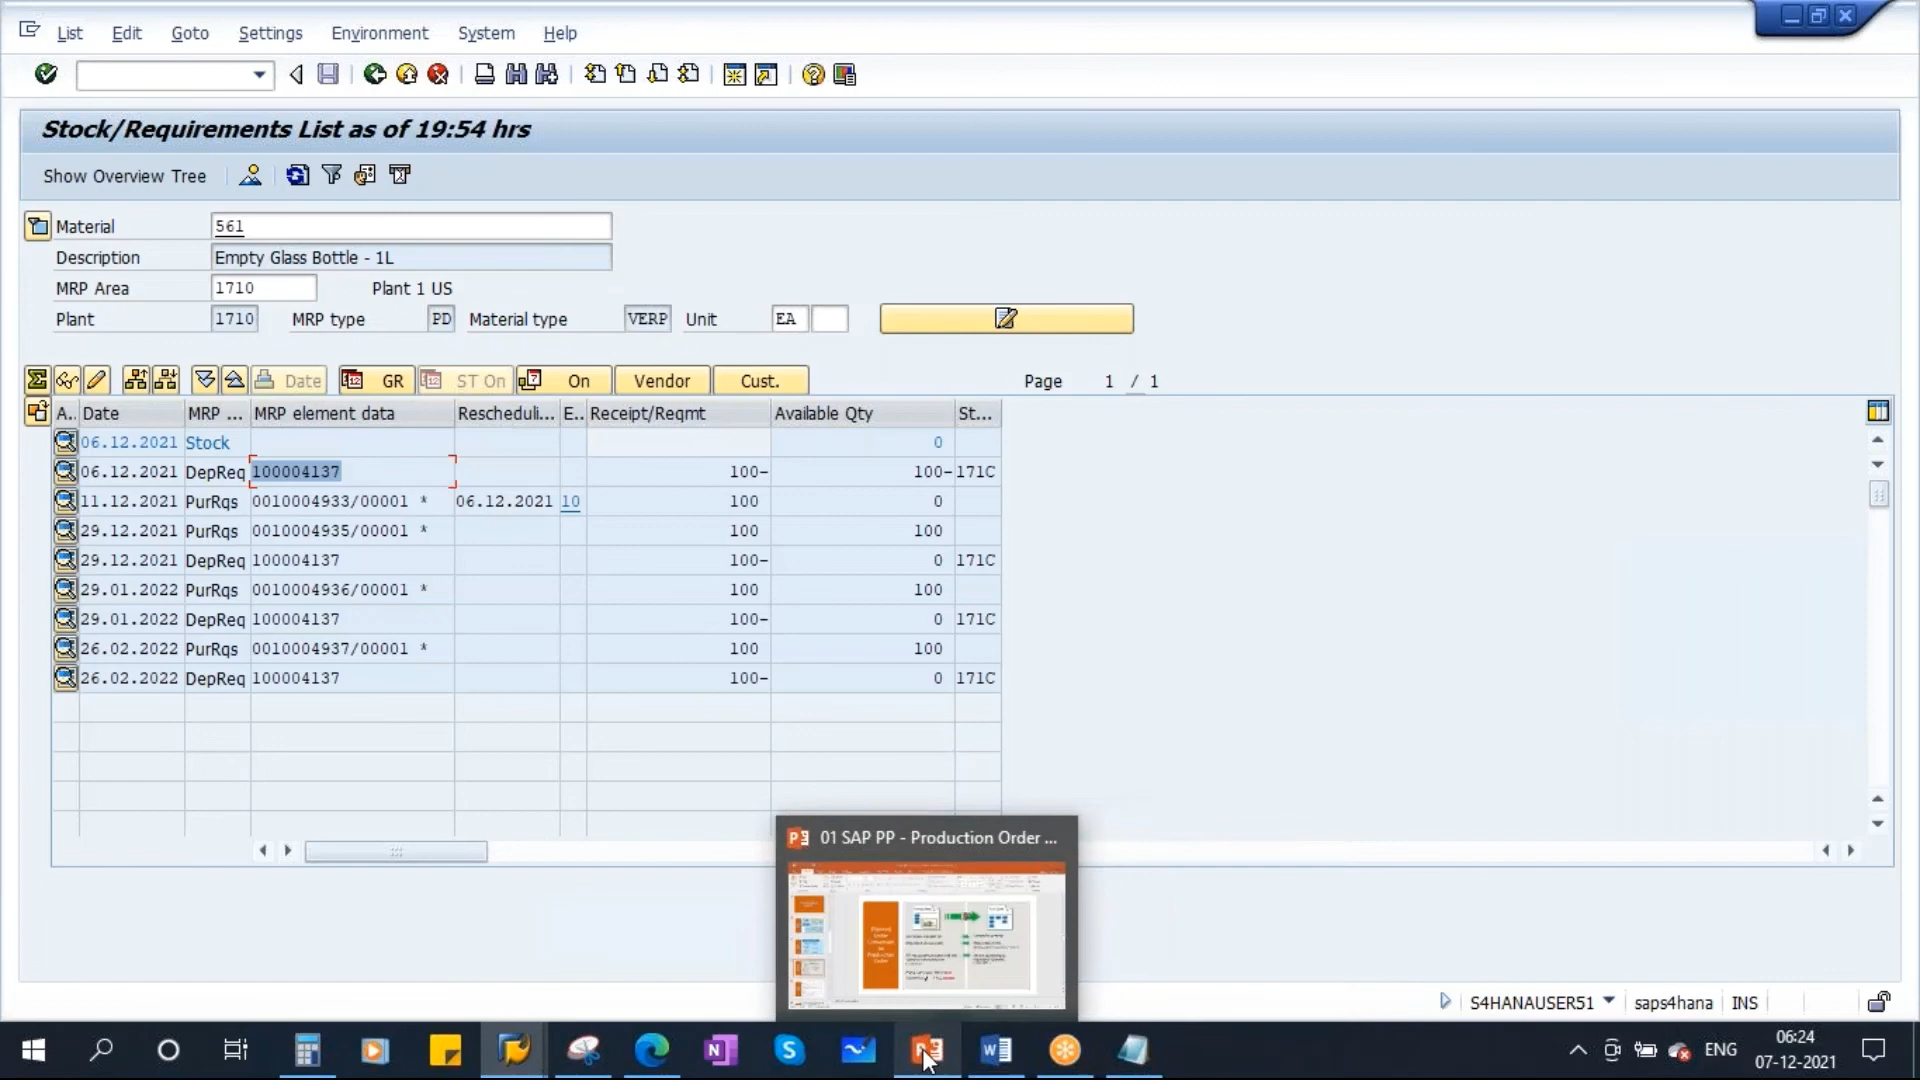 List Edit Goto Settings Environment System Help
Stock/Requirements List as of 19:54 hrs
Show Overview Tree
Material 561
Description Empty Glass Bottle - 1L
MRP Area 1710 Plant 1 US
Plant 1710 MRP type PD Material type VERP Unit EA
Date GR ST On On Vendor Cust. Page 1 / 1
A.. Date MRP ... MRP element data Rescheduli... E.. Receipt/Reqmt Available Qty St...
06.12.2021 Stock 0
06.12.2021 DepReq 100004137 100- 100- 171C
11.12.2021 PurRqs 0010004933/00001 * 06.12.2021 10 100 0
29.12.2021 PurRqs 0010004935/00001 * 100 100
29.12.2021 DepReq 100004137 100- 0 171C
29.01.2022 PurRqs 0010004936/00001 * 100 100
29.01.2022 DepReq 100004137 100- 0 171C
26.02.2022 PurRqs 0010004937/00001 * 100 100
26.02.2022 DepReq 100004137 100- 0 171C
01 SAP PP - Production Order ...
Planned Order Conversion to Production Order
S4HANAUSER51 saps4hana INS
ENG 06:24
07-12-2021